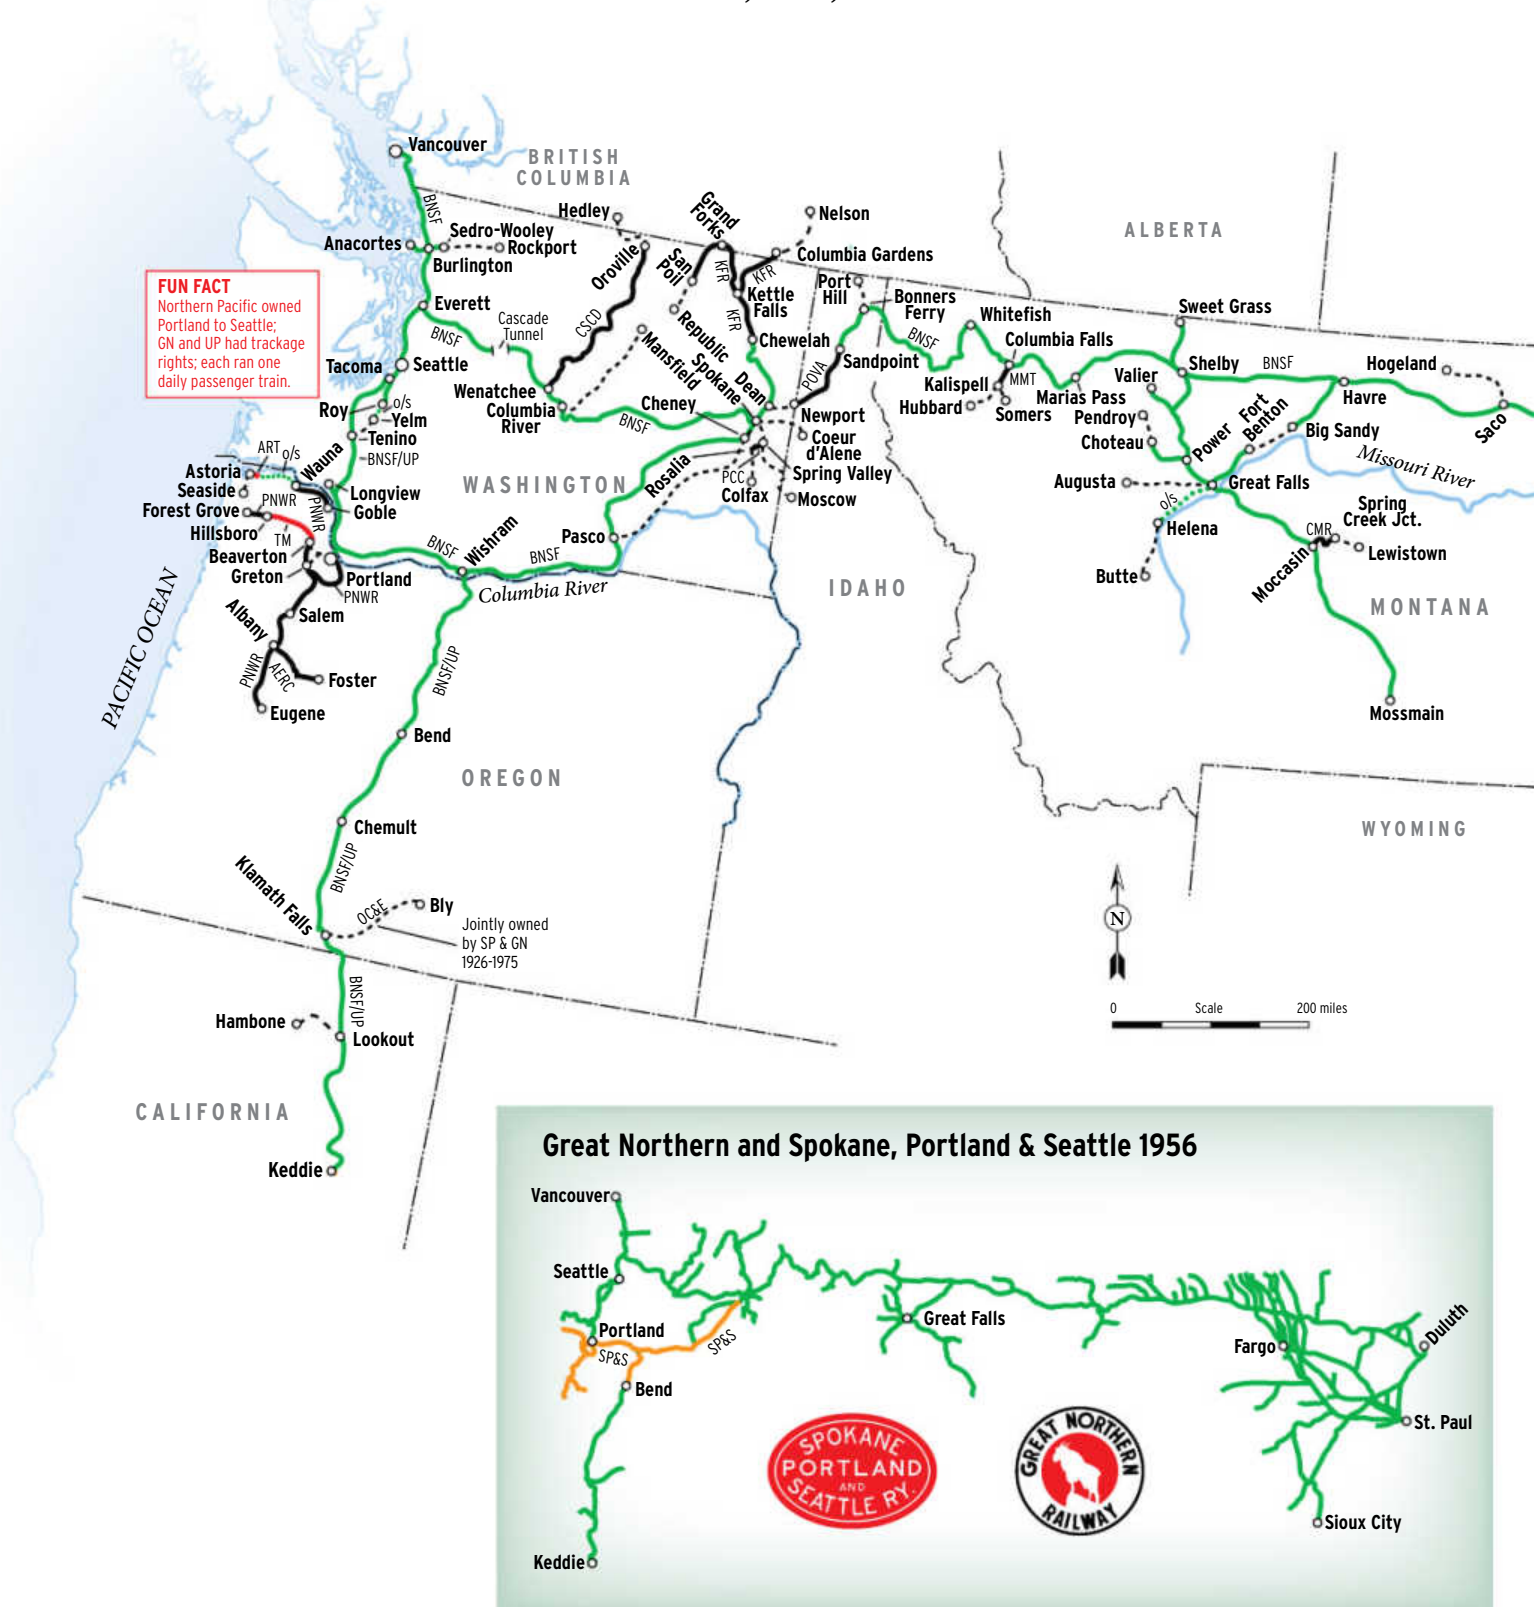 Vancouver
BRITISH
COLUMBIA
BNSF
Sedro-Wooley
Anacortes
Rockport
Burlington
Hedley
Grand
Forks
Nelson
ALBERTA
Oroville
San
Poil
KFR
KFR
Columbia Gardens
FUN FACT
Northern Pacific owned
Portland to Seattle;
GN and UP had trackage
rights; each ran one
daily passenger train.
Everett
BNSF
Cascade
Tunnel
CSCD
Kettle
Falls
KFR
Port
Hill
Bonners
Ferry
BNSF
Whitefish
Sweet Grass
Columbia Falls
Republic
Mansfield
Chewelah
Sandpoint
POVA
Tacoma
Seattle
Wenatchee
Columbia
River
BNSF
Spokane
Dean
Cheney
Newport
Coeur
d'Alene
Kalispell
Hubbard
MMT
Somers
Marias Pass
Valier
Pendroy
Choteau
Shelby
BNSF
Hogeland
Havre
Saco
Roy
o/s
Yelm
Tenino
BNSF/UP
Power
Fort
Benton
Big Sandy
Missouri River
ART
o/s
Wauna
Astoria
Seaside
Forest Grove
PNWR
PNWR
Longview
Goble
WASHINGTON
Rosalia
PCC
Colfax
Spring Valley
Moscow
Augusta
o/s
Great Falls
Helena
Spring
Creek Jct.
CMR
Hillsboro
TM
Beaverton
Greton
Portland
PNWR
BNSF
Wishram
BNSF
Pasco
Columbia River
IDAHO
Butte
Moccasin
Lewistown
MONTANA
PACIFIC OCEAN
Albany
Salem
PNWR
AERC
Foster
Eugene
BNSF/UP
Bend
Mossmain
OREGON
Chemult
WYOMING
BNSF/UP
Klamath Falls
OC&E
Bly
Jointly owned
by SP & GN
1926-1975
N
BNSF/UP
Hambone
Lookout
0 Scale 200 miles
CALIFORNIA
Keddie
Great Northern and Spokane, Portland & Seattle 1956
Vancouver
Seattle
Portland
SP&S
SP&S
Bend
Great Falls
Fargo
Duluth
St. Paul
Sioux City
Keddie
SPOKANE
PORTLAND
AND
SEATTLE RY.
GREAT NORTHERN
RAILWAY